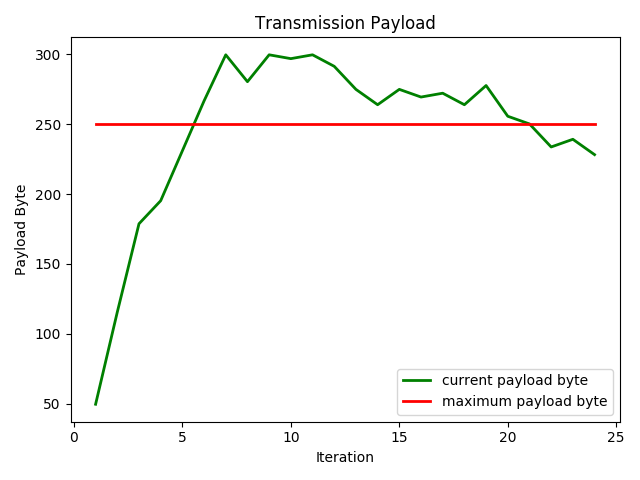 Transmission Payload
300
250
200
150
100
50
Payload Byte
0
5
10
15
20
25
Iteration
current payload byte
maximum payload byte